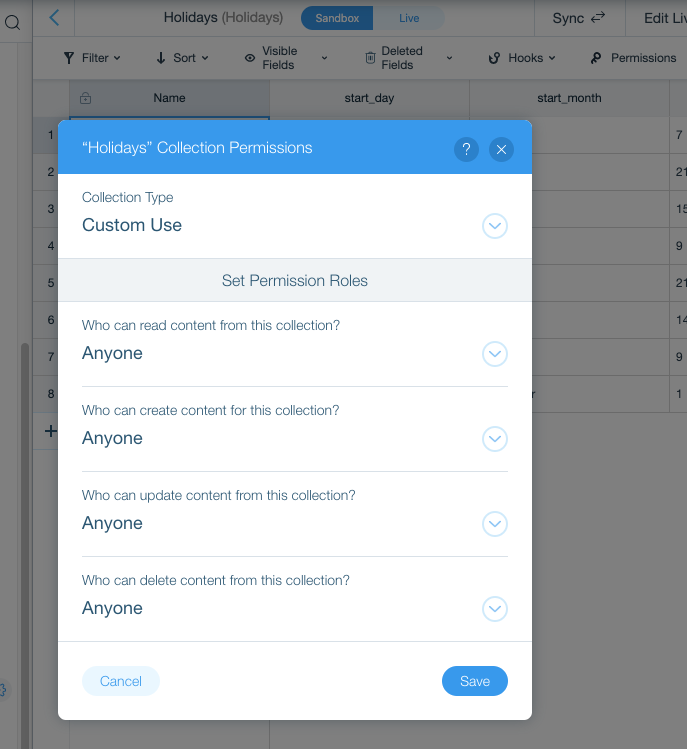 Holidays (Holidays) Sandbox Live Sync Edit Liv
Filter Sort Visible Fields Deleted Fields Hooks Permissions
Name start_day start_month
1 7
2 21
3 15
4 9
5 21
6 14
7 9
8 r 1
+
“Holidays” Collection Permissions ?
Collection Type
Custom Use
Set Permission Roles
Who can read content from this collection?
Anyone
Who can create content for this collection?
Anyone
Who can update content from this collection?
Anyone
Who can delete content from this collection?
Anyone
Cancel Save